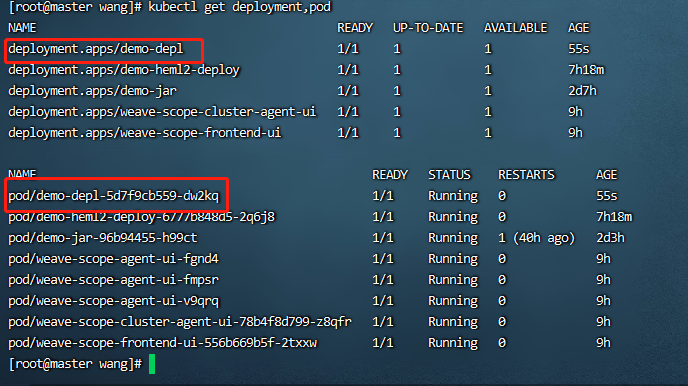 [root@master wang]# kubectl get deployment,pod
NAME READY UP-TO-DATE AVAILABLE AGE
deployment.apps/demo-depl 1/1 1 1 55s
deployment.apps/demo-heml2-deploy 1/1 1 1 7h18m
deployment.apps/demo-jar 1/1 1 1 2d7h
deployment.apps/weave-scope-cluster-agent-ui 1/1 1 1 9h
deployment.apps/weave-scope-frontend-ui 1/1 1 1 9h
NAME READY STATUS RESTARTS AGE
pod/demo-depl-5d7f9cb559-dw2kq 1/1 Running 0 55s
pod/demo-heml2-deploy-6777b848d5-2q6j8 1/1 Running 0 7h18m
pod/demo-jar-96b94455-h99ct 1/1 Running 1 (40h ago) 2d3h
pod/weave-scope-agent-ui-fgnd4 1/1 Running 0 9h
pod/weave-scope-agent-ui-fmpsr 1/1 Running 0 9h
pod/weave-scope-agent-ui-v9qrq 1/1 Running 0 9h
pod/weave-scope-cluster-agent-ui-78b4f8d799-z8qfr 1/1 Running 0 9h
pod/weave-scope-frontend-ui-556b669b5f-2txxw 1/1 Running 0 9h
[root@master wang]#